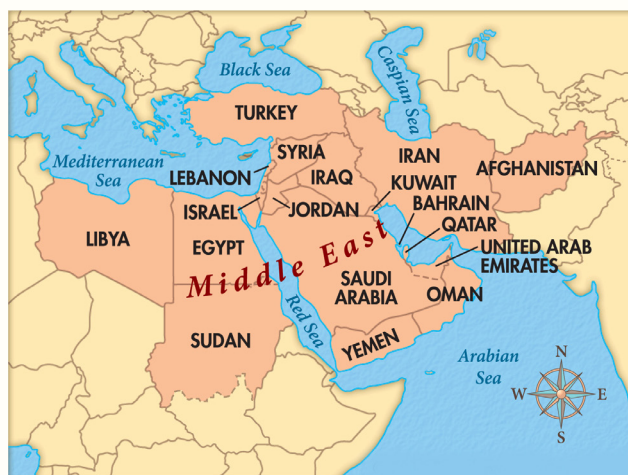 Black Sea
Caspian Sea
TURKEY
Mediterranean
Sea
SYRIA
LEBANON
IRAQ
IRAN
AFGHANISTAN
KUWAIT
BAHRAIN
ISRAEL
JORDAN
QATAR
LIBYA
EGYPT
Middle East
UNITED ARAB
EMIRATES
SAUDI
ARABIA
OMAN
Red Sea
SUDAN
YEMEN
Arabian
Sea
N
W
E
S